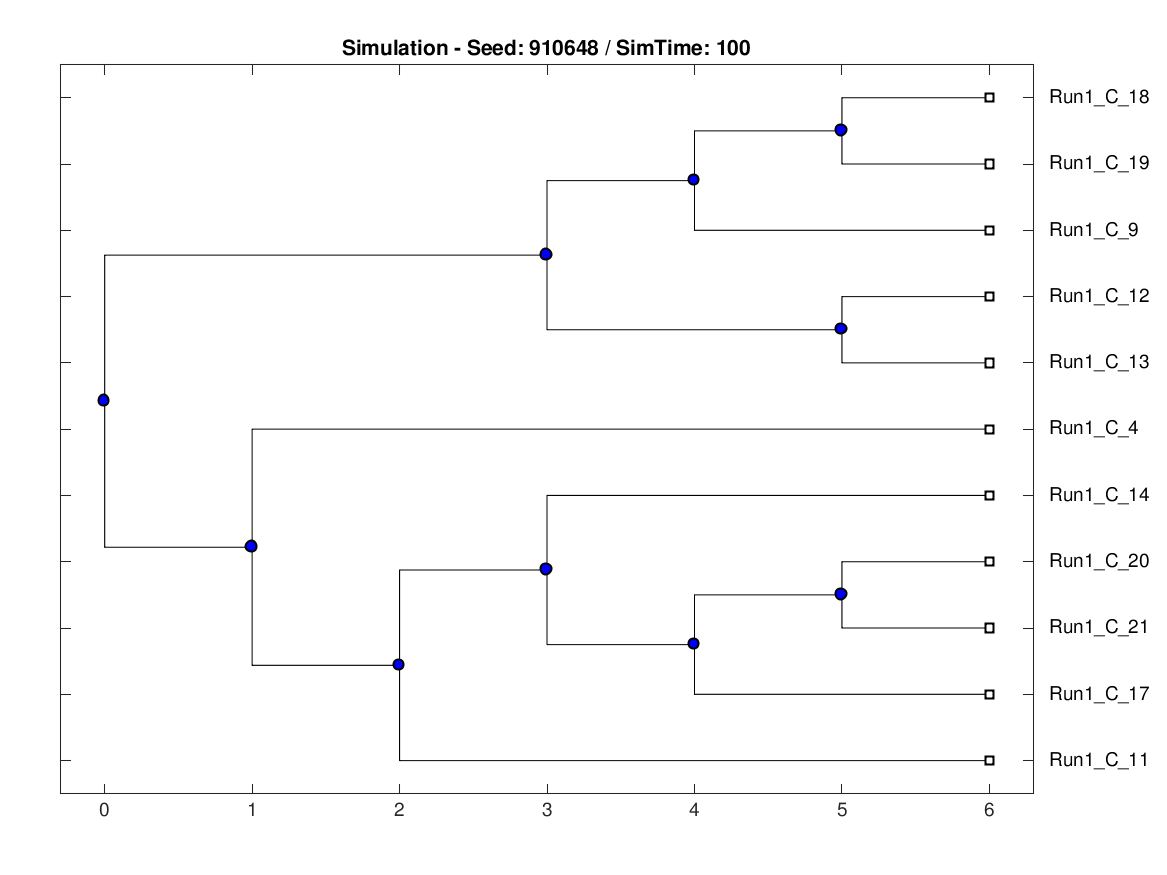 Simulation - Seed: 910648 / SimTime: 100
Run1_C_18
Run1_C_19
Run1_C_9
Run1_C_12
Run1_C_13
Run1_C_4
Run1_C_14
Run1_C_20
Run1_C_21
Run1_C_17
Run1_C_11
0 1 2 3 4 5 6